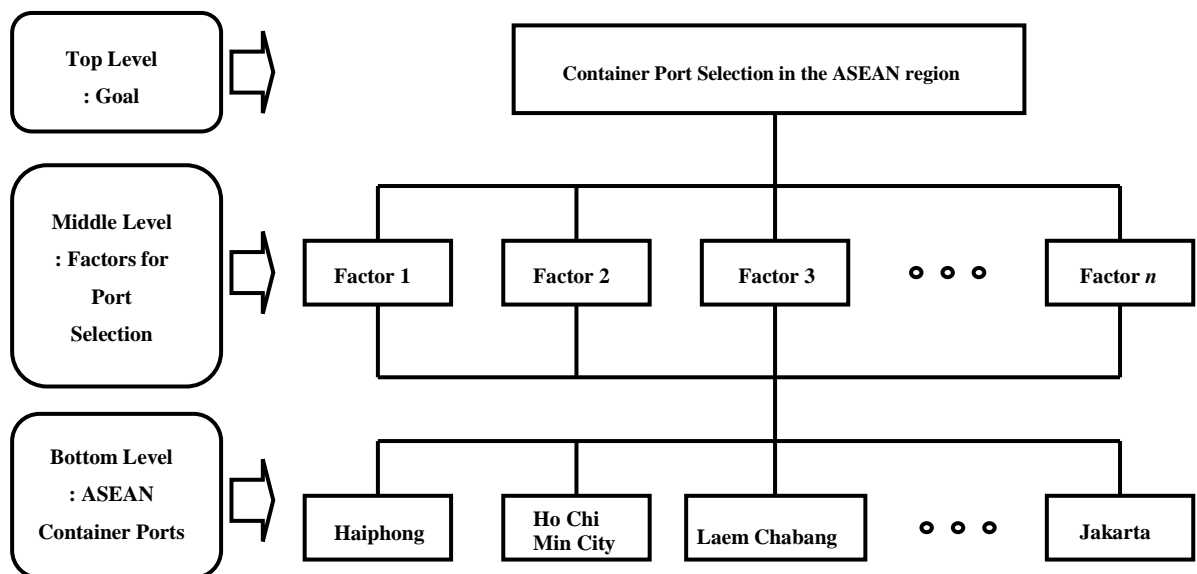 Top Level
: Goal
Container Port Selection in the ASEAN region
Middle Level
: Factors for
Port
Selection
Factor 1
Factor 2
Factor 3
Factor n
Bottom Level
: ASEAN
Container Ports
Haiphong
Ho Chi
Min City
Laem Chabang
Jakarta